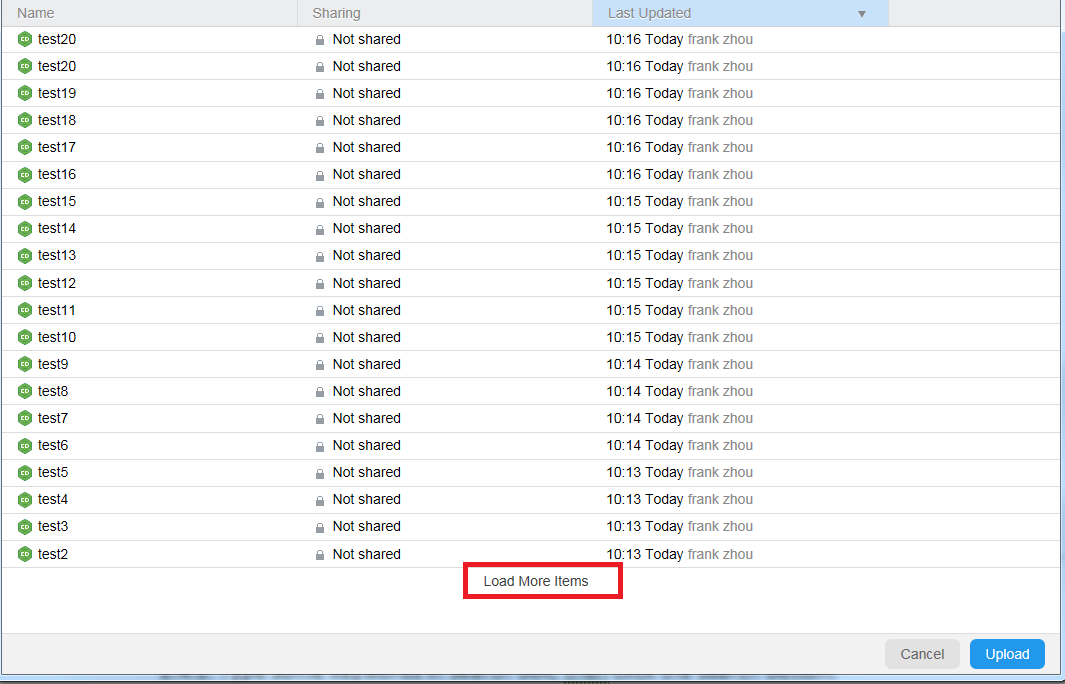 Name Sharing Last Updated
test20 Not shared 10:16 Today frank zhou
test20 Not shared 10:16 Today frank zhou
test19 Not shared 10:16 Today frank zhou
test18 Not shared 10:16 Today frank zhou
test17 Not shared 10:16 Today frank zhou
test16 Not shared 10:16 Today frank zhou
test15 Not shared 10:15 Today frank zhou
test14 Not shared 10:15 Today frank zhou
test13 Not shared 10:15 Today frank zhou
test12 Not shared 10:15 Today frank zhou
test11 Not shared 10:15 Today frank zhou
test10 Not shared 10:15 Today frank zhou
test9 Not shared 10:14 Today frank zhou
test8 Not shared 10:14 Today frank zhou
test7 Not shared 10:14 Today frank zhou
test6 Not shared 10:14 Today frank zhou
test5 Not shared 10:13 Today frank zhou
test4 Not shared 10:13 Today frank zhou
test3 Not shared 10:13 Today frank zhou
test2 Not shared 10:13 Today frank zhou
Load More Items
Cancel Upload